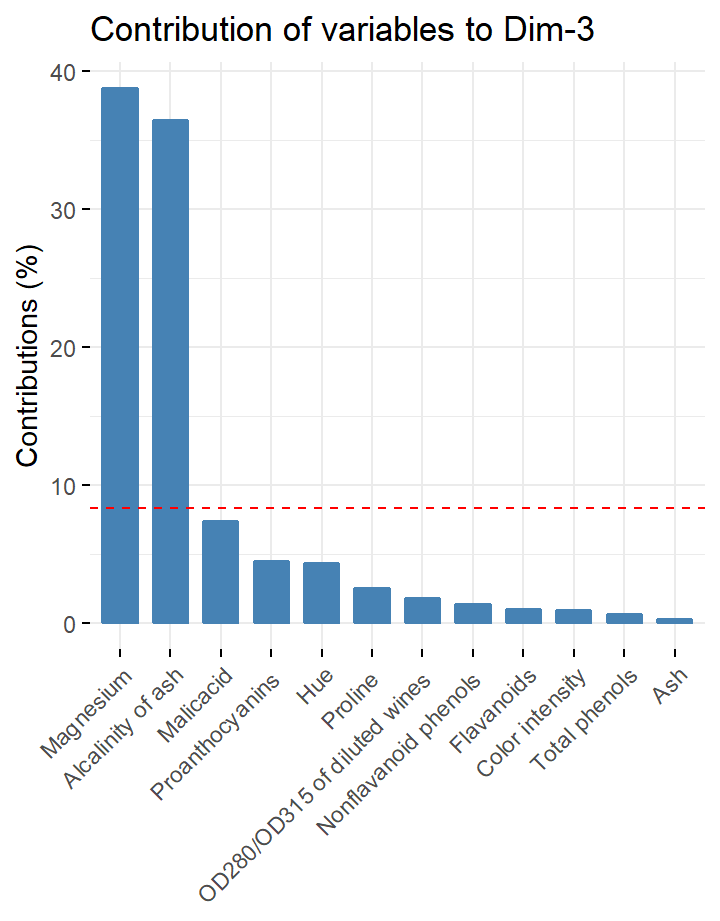 Contribution of variables to Dim-3
Contributions (%)
40
30
20
10
0
Magnesium
Alcalinity of ash
Malicacid
Proanthocyanins
Hue
Proline
OD280/OD315 of diluted wines
Nonflavanoid phenols
Flavanoids
Color intensity
Total phenols
Ash